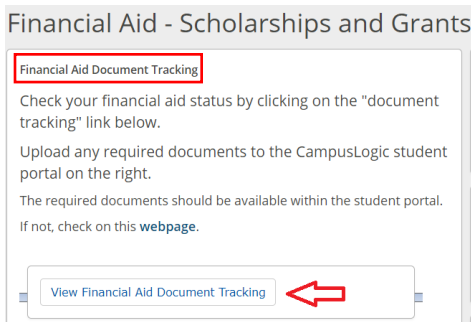 Financial Aid - Scholarships and Grants
Financial Aid Document Tracking
Check your financial aid status by clicking on the "document
tracking" link below.
Upload any required documents to the CampusLogic student
portal on the right.
The required documents should be available within the student portal.
If not, check on this webpage.
View Financial Aid Document Tracking